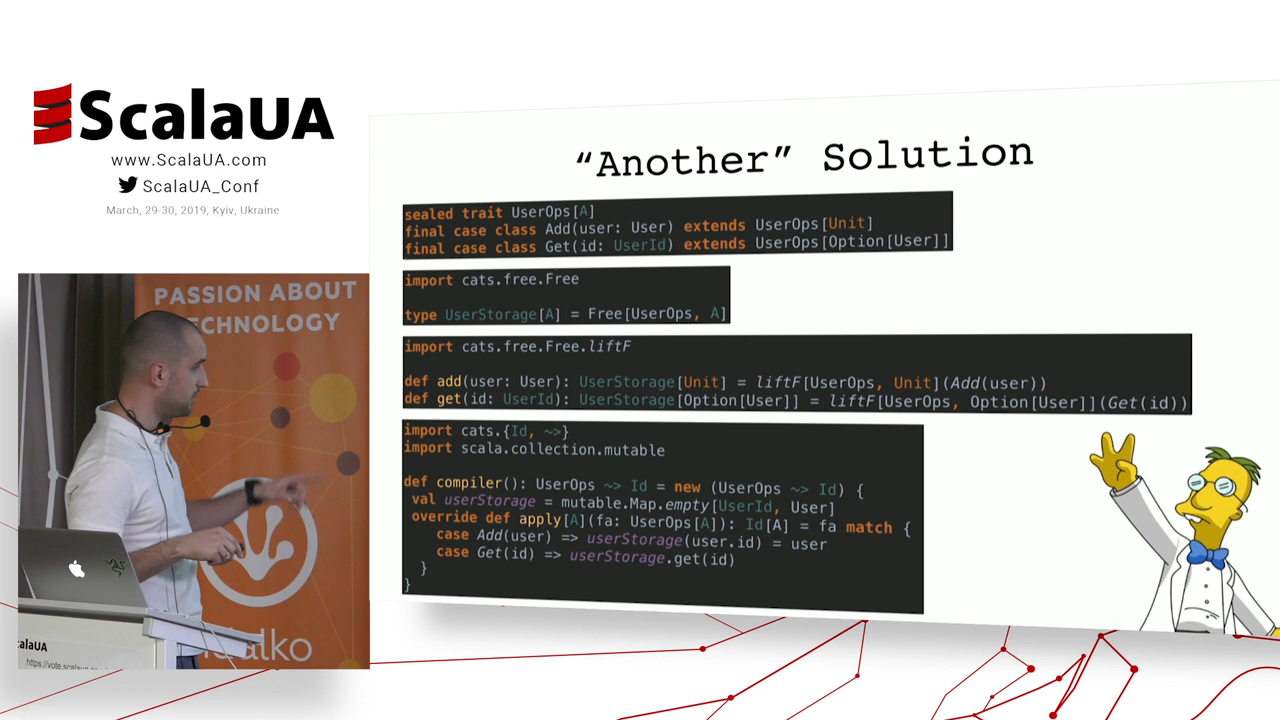 ScalaUA
www.ScalaUA.com
ScalaUA_Conf
March, 29-30, 2019, Kyiv, Ukraine
PASSION ABOUT
TECHNOLOGY
“Another” Solution
sealed trait UserOps[A]
final case class Add(user: User) extends UserOps[Unit]
final case class Get(id: UserId) extends UserOps[Option[User]]
import cats.free.Free
type UserStorage[A] = Free[UserOps, A]
import cats.free.Free.liftF
def add(user: User): UserStorage[Unit] = liftF[UserOps, Unit](Add(user))
def get(id: UserId): UserStorage[Option[User]] = liftF[UserOps, Option[User]](Get(id))
import cats.{Id, ~>}
import scala.collection.mutable
def compiler(): UserOps ~> Id = new (UserOps ~> Id) {
val userStorage = mutable.Map.empty[UserId, User]
override def apply[A](fa: UserOps[A]): Id[A] = fa match {
case Add(user) => userStorage(user.id) = user
case Get(id) => userStorage.get(id)
}
}